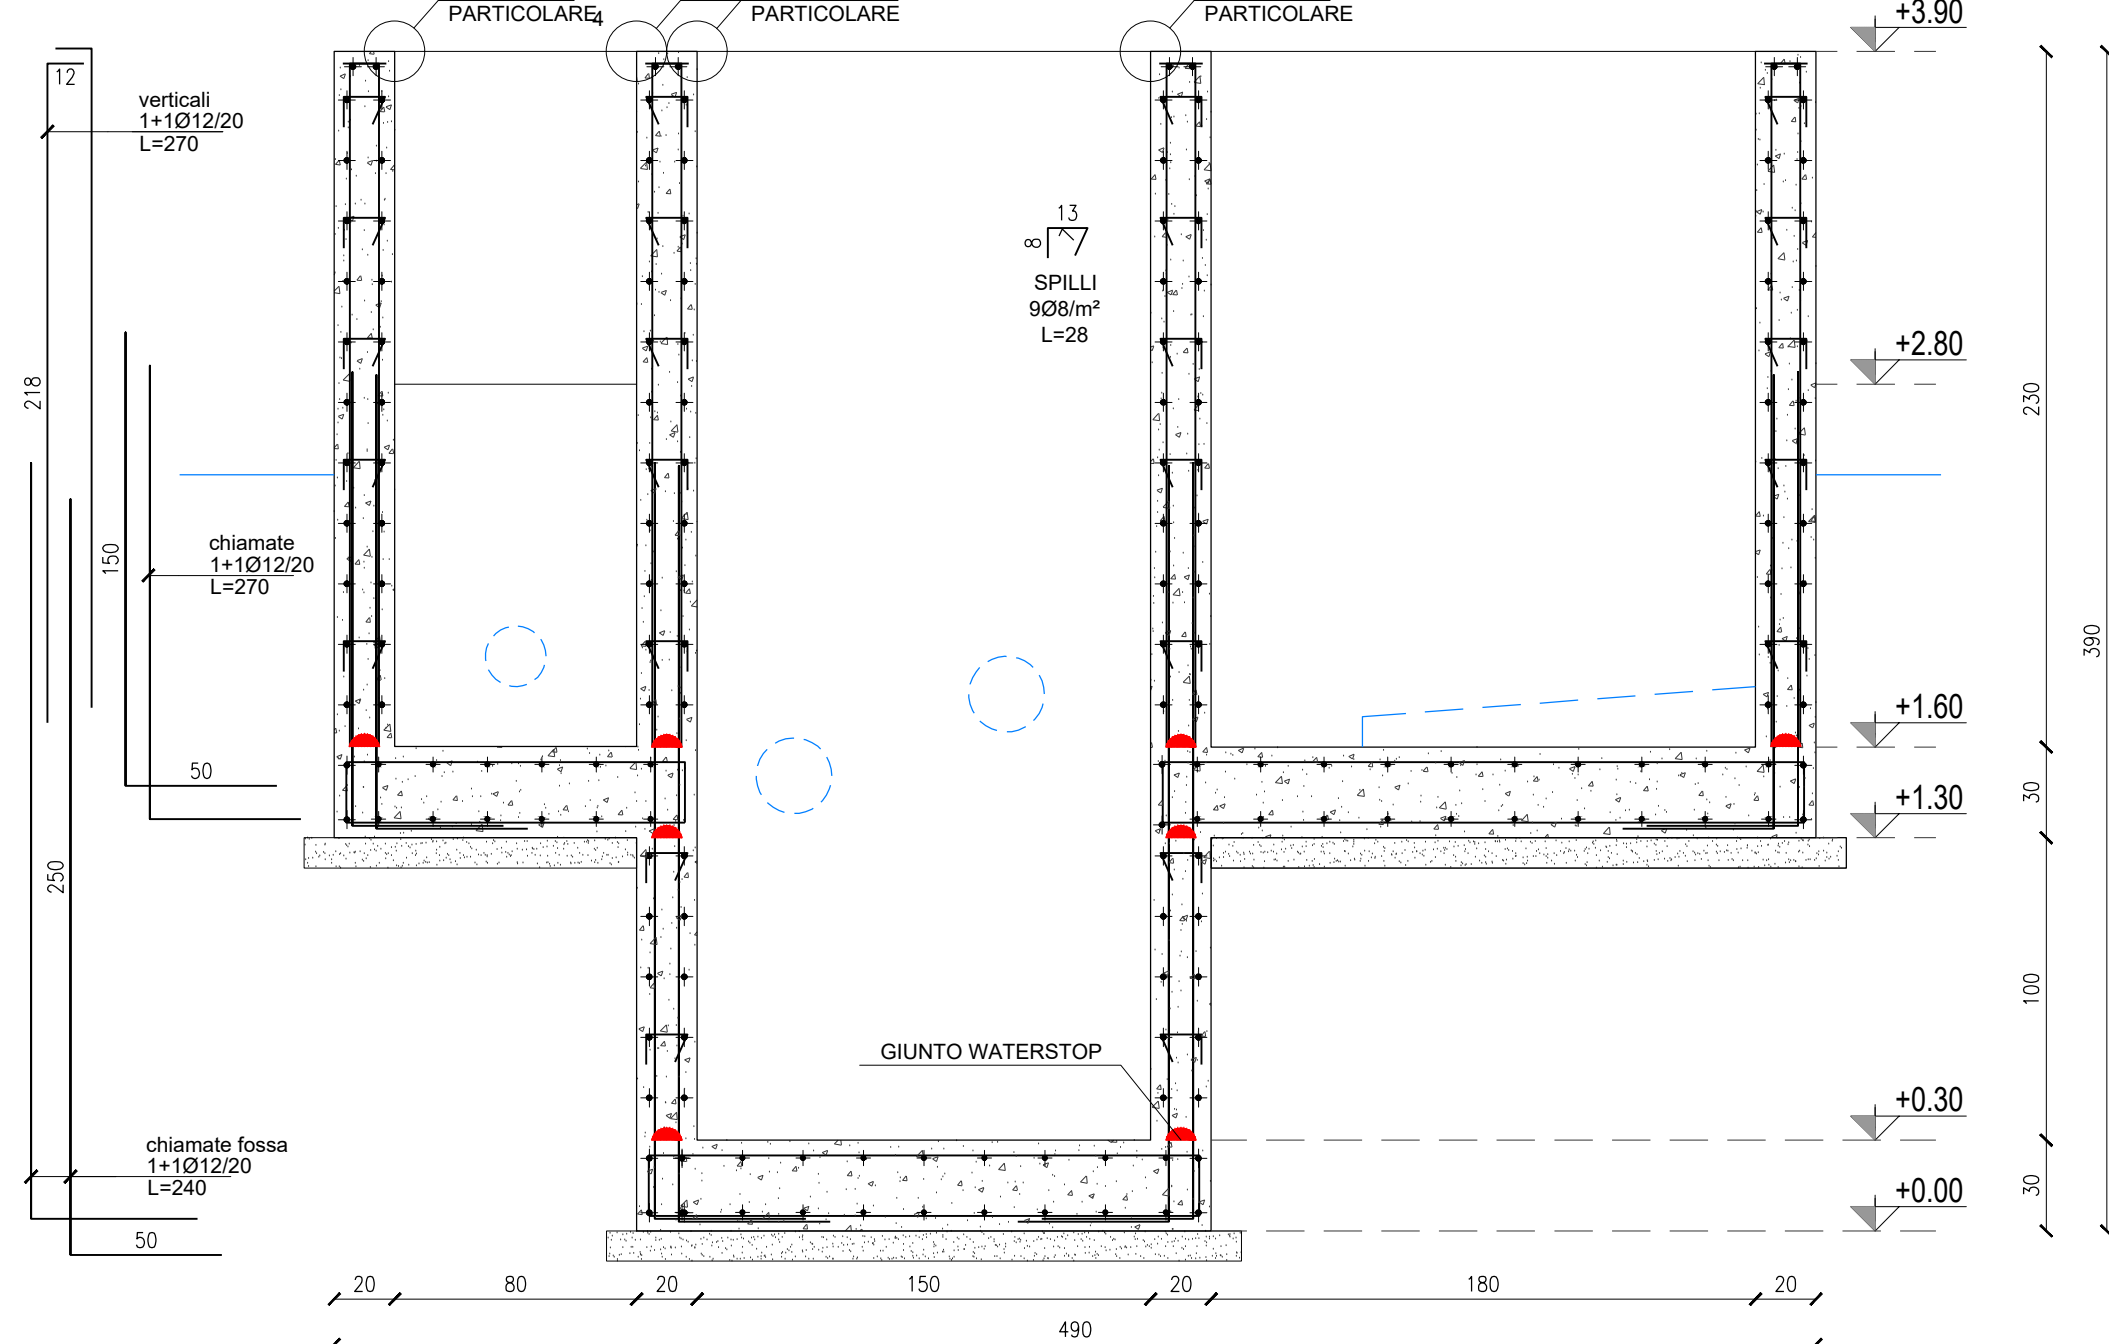 PARTICOLARE
4
PARTICOLARE
PARTICOLARE
+3.90
12
verticali
1+1Ø12/20
L=270
13
8
SPILLI
9Ø8/m²
L=28
+2.80
218
230
150
chiamate
1+1Ø12/20
L=270
390
+1.60
50
30
+1.30
250
100
GIUNTO WATERSTOP
+0.30
chiamate fossa
1+1Ø12/20
L=240
30
+0.00
50
20
80
20
150
20
180
20
490